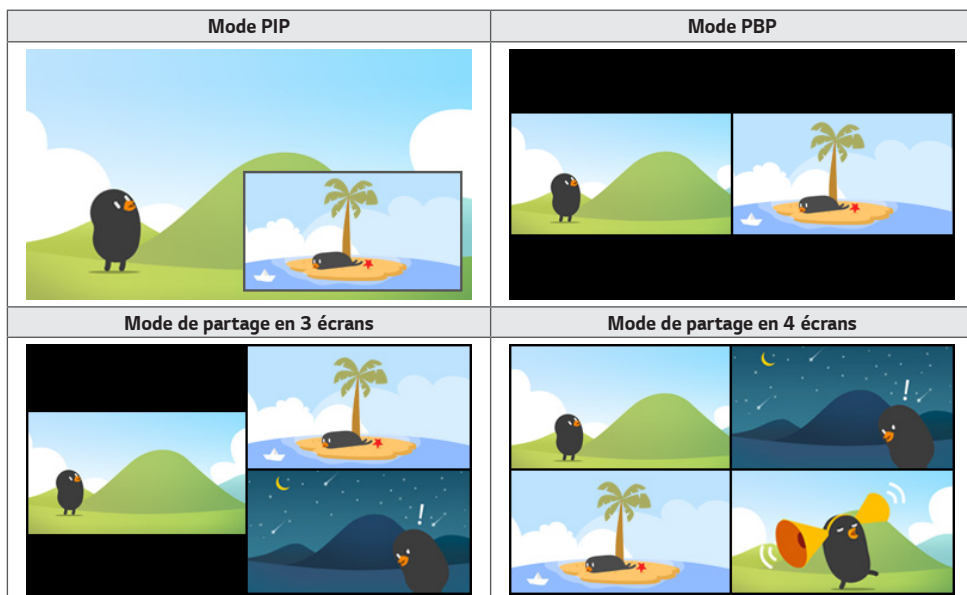 Mode PIP
Mode PBP
Mode de partage en 3 écrans
Mode de partage en 4 écrans